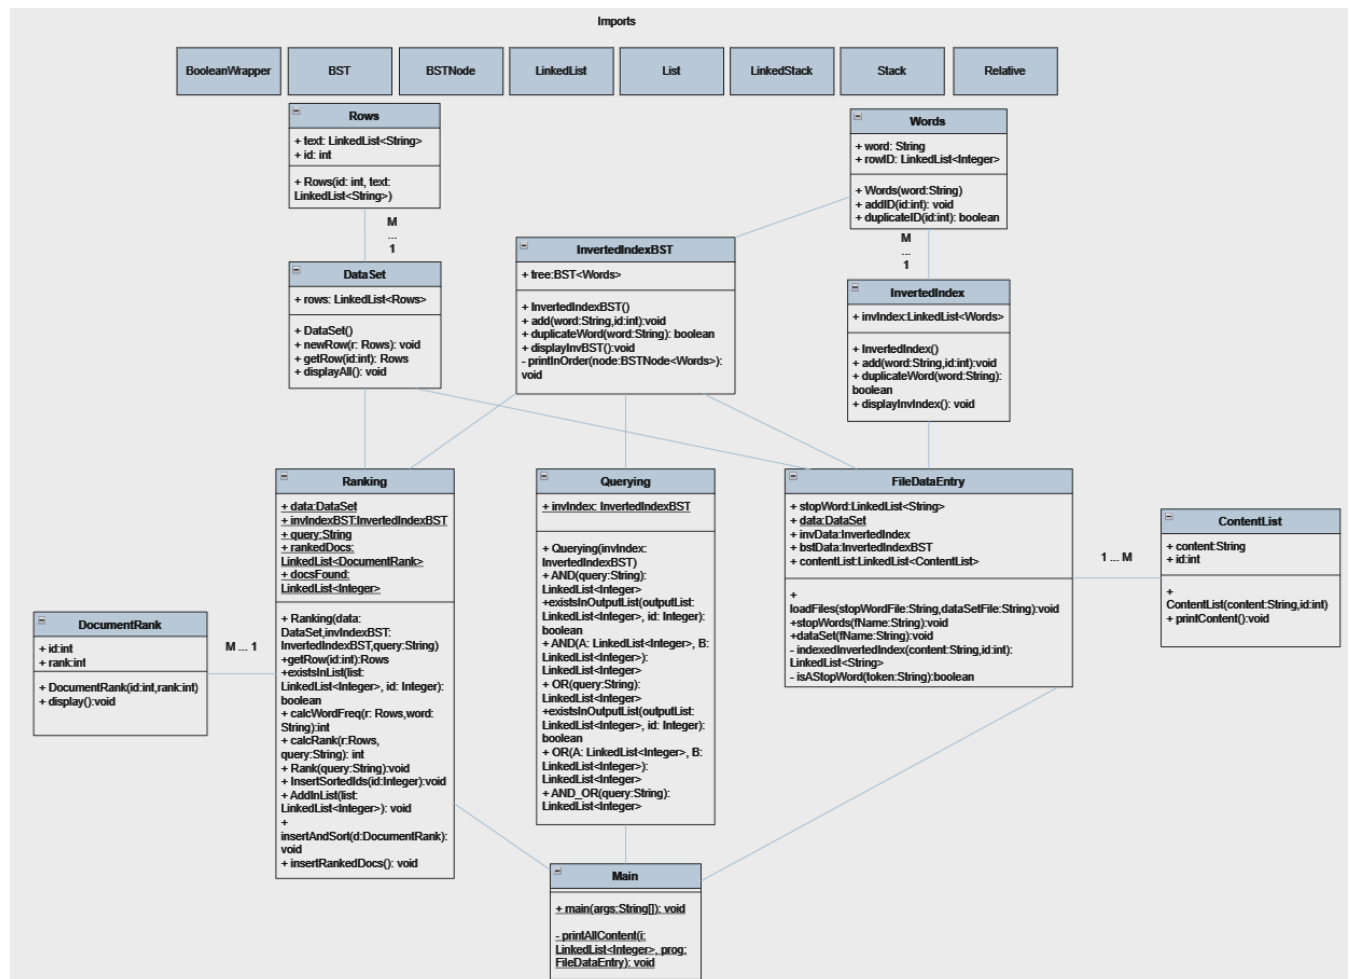 Imports
BooleanWrapper
BST
BSTNode
LinkedList
List
LinkedStack
Stack
Relative
Rows
+ text: LinkedList<String>
+ id: int
+ Rows(id: int, text:
LinkedList<String>)
M
...
1
Words
+ word: String
+ rowID: LinkedList<Integer>
+ Words(word:String)
+ addID(id:int): void
+ duplicateID(id:int): boolean
M
...
1
DataSet
+ rows: LinkedList<Rows>
+ DataSet()
+ newRow(r: Rows): void
+ getRow(id:int): Rows
+ displayAll(): void
InvertedIndexBST
+ tree:BST<Words>
+ InvertedIndexBST()
+ add(word:String,id:int):void
+ duplicateWord(word:String): boolean
+ displayInvBST():void
- printInOrder(node:BSTNode<Words>):
void
InvertedIndex
+ invIndex:LinkedList<Words>
+ InvertedIndex()
+ add(word:String,id:int):void
+ duplicateWord(word:String):
boolean
+ displayInvIndex(): void
Ranking
+ data:DataSet
+ invIndexBST:InvertedIndexBST
+ query:String
+ rankedDocs:
LinkedList<DocumentRank>
+ docsFound:
LinkedList<Integer>
+ Ranking(data:
DataSet,invIndexBST:
InvertedIndexBST,query:String)
+getRow(id:int):Rows
+existsInList(list:
LinkedList<Integer>, id: Integer):
boolean
+ calcWordFreq(r: Rows,word:
String):int
+ calcRank(r:Rows,
query:String): int
+ Rank(query:String):void
+ InsertSortedIds(id:Integer):void
+ AddInList(list:
LinkedList<Integer>): void
+
insertAndSort(d:DocumentRank):
void
+ insertRankedDocs(): void
Querying
+ invIndex: InvertedIndexBST
+ Querying(invIndex:
InvertedIndexBST)
+ AND(query:String):
LinkedList<Integer>
+existsInOutputList(outputList:
LinkedList<Integer>, id: Integer):
boolean
+ AND(A: LinkedList<Integer>, B:
LinkedList<Integer>):
LinkedList<Integer>
+ OR(query:String):
LinkedList<Integer>
+existsInOutputList(outputList:
LinkedList<Integer>, id: Integer):
boolean
+ OR(A: LinkedList<Integer>, B:
LinkedList<Integer>):
LinkedList<Integer>
+ AND_OR(query:String):
LinkedList<Integer>
FileDataEntry
+ stopWord:LinkedList<String>
+ data:DataSet
+ invData:InvertedIndex
+ bstData:InvertedIndexBST
+ contentList:LinkedList<ContentList>
+
loadFiles(stopWordFile:String,dataSetFile:String):void
+stopWords(fName:String):void
+dataSet(fName:String):void
- indexedInvertedIndex(content:String,id:int):
LinkedList<String>
- isAStopWord(token:String):boolean
1 ... M
ContentList
+ content:String
+ id:int
+
ContentList(content:String,id:int)
+ printContent():void
DocumentRank
+ id:int
+ rank:int
+ DocumentRank(id:int,rank:int)
+ display():void
M ... 1
Main
+ main(args:String[]): void
- printAllContent(i:
LinkedList<Integer>, prog:
FileDataEntry): void